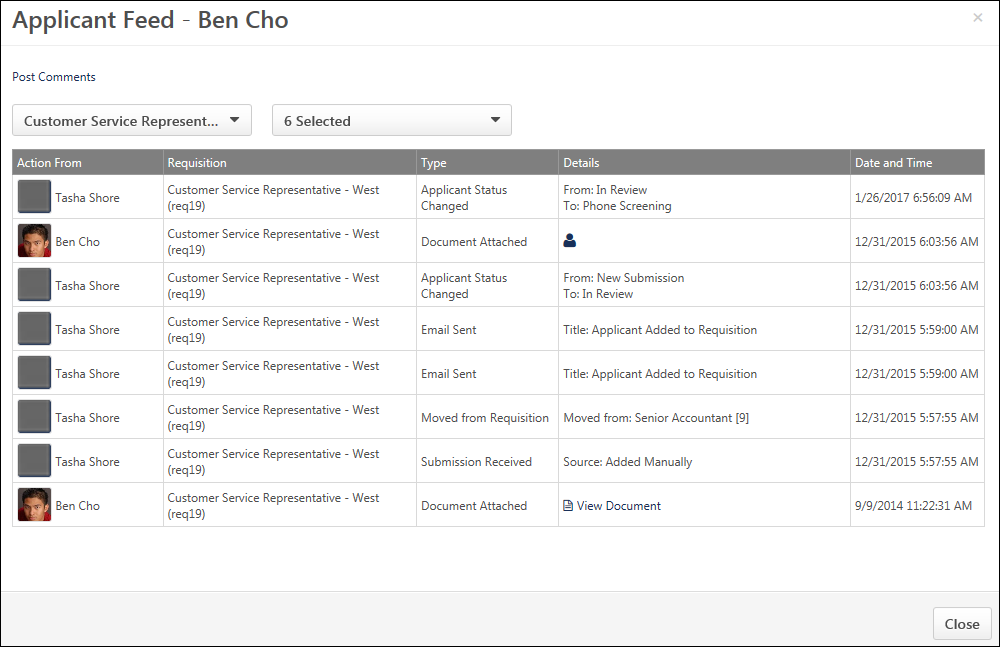 Applicant Feed - Ben Cho
×
Post Comments
Customer Service Represent...
6 Selected
Action From Requisition Type Details Date and Time
Tasha Shore Customer Service Representative - West (req19) Applicant Status Changed From: In Review To: Phone Screening 1/26/2017 6:56:09 AM
Ben Cho Customer Service Representative - West (req19) Document Attached 12/31/2015 6:03:56 AM
Tasha Shore Customer Service Representative - West (req19) Applicant Status Changed From: New Submission To: In Review 12/31/2015 6:03:56 AM
Tasha Shore Customer Service Representative - West (req19) Email Sent Title: Applicant Added to Requisition 12/31/2015 5:59:00 AM
Tasha Shore Customer Service Representative - West (req19) Email Sent Title: Applicant Added to Requisition 12/31/2015 5:59:00 AM
Tasha Shore Customer Service Representative - West (req19) Moved from Requisition Moved from: Senior Accountant [9] 12/31/2015 5:57:55 AM
Tasha Shore Customer Service Representative - West (req19) Submission Received Source: Added Manually 12/31/2015 5:57:55 AM
Ben Cho Customer Service Representative - West (req19) Document Attached View Document 9/9/2014 11:22:31 AM
Close